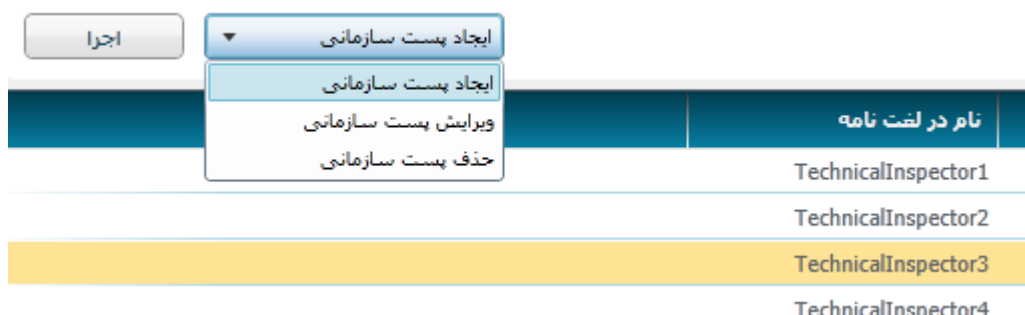 ایجاد پست سازمانی
اجرا
ایجاد پست سازمانی
ویرایش پست سازمانی
حذف پست سازمانی
نام در لغت نامه
TechnicalInspector1
TechnicalInspector2
TechnicalInspector3
TechnicalInspector4